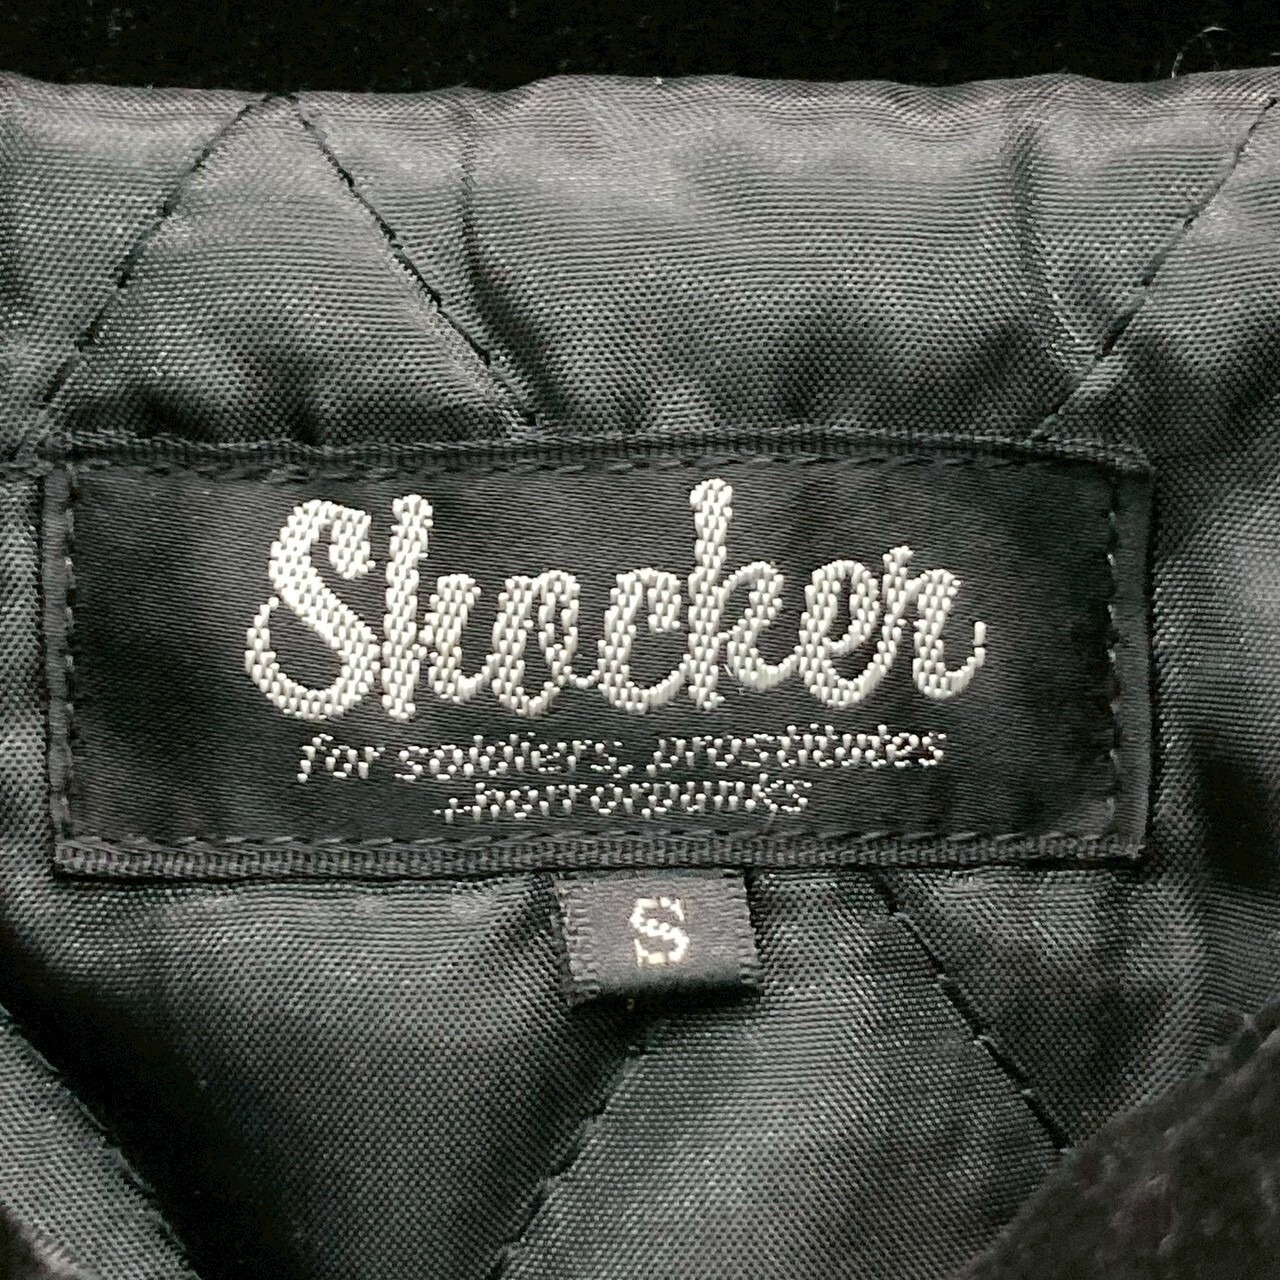 Shocker
for soldiers, prostitutes
+horrorpunks
S